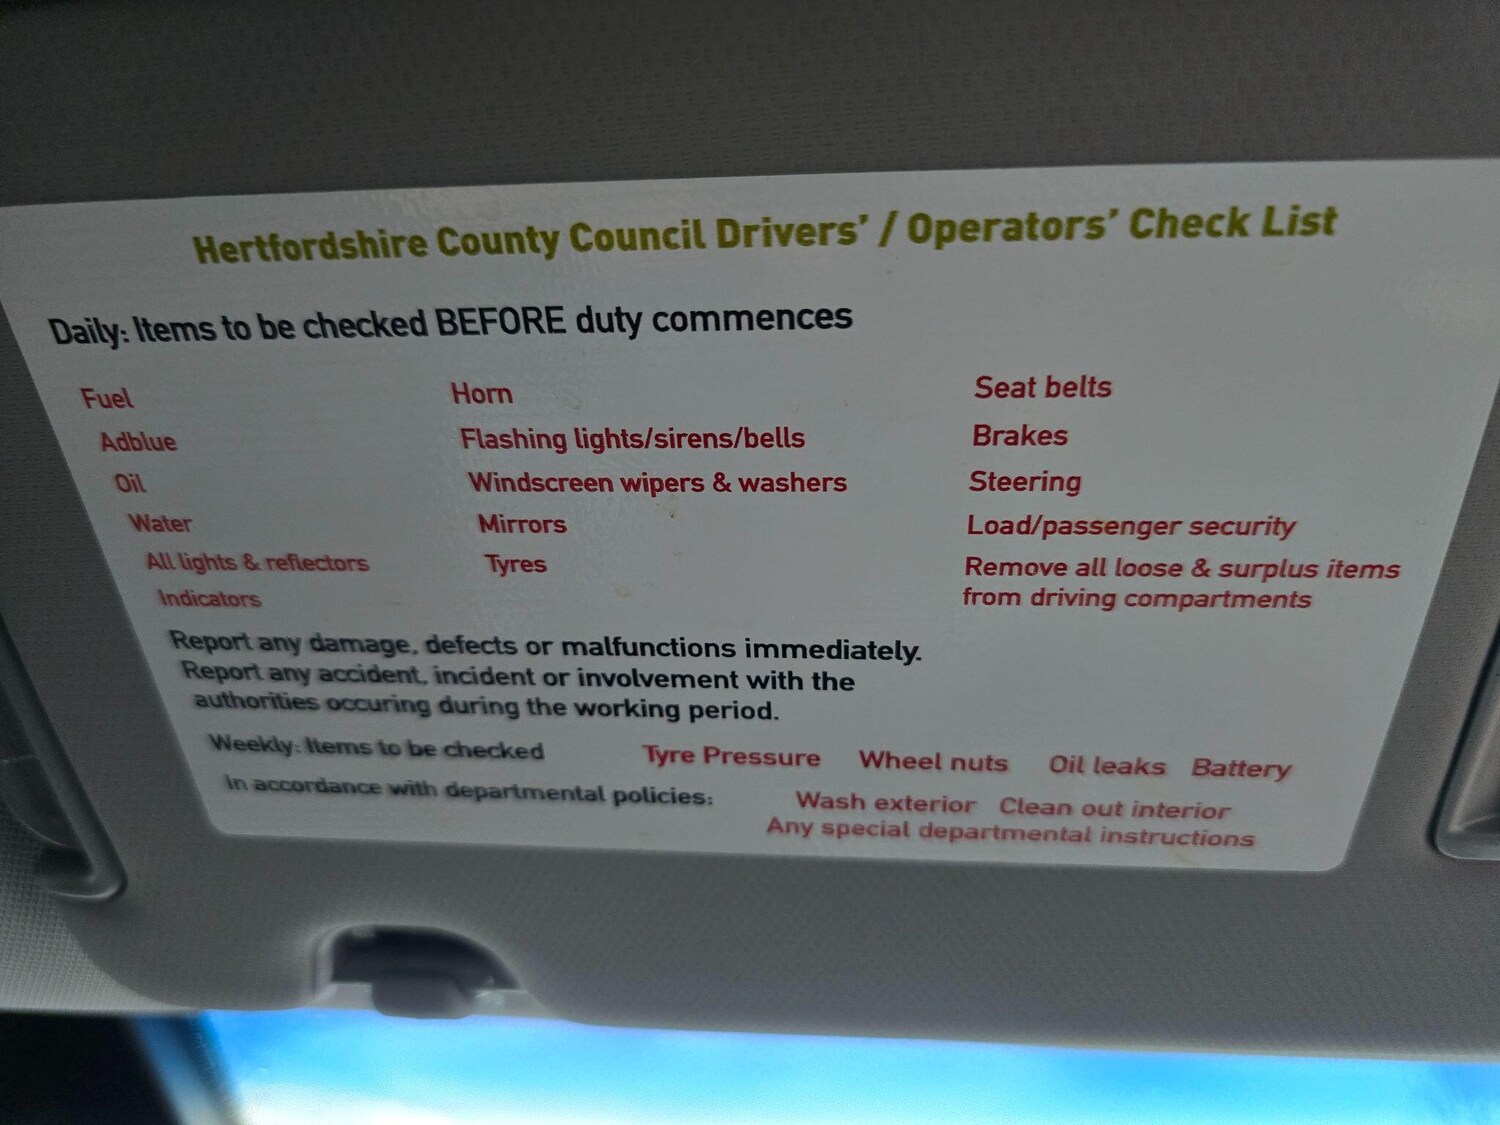 Hertfordshire County Council Drivers' / Operators' Check List
Daily: Items to be checked BEFORE duty commences
Fuel
Adblue
Oil
Water
All lights & reflectors
Indicators
Horn
Flashing lights/sirens/bells
Windscreen wipers & washers
Mirrors
Tyres
Seat belts
Brakes
Steering
Load/passenger security
Remove all loose & surplus items
from driving compartments
Report any damage, defects or malfunctions immediately.
Report any accident, incident or involvement with the
authorities occuring during the working period.
Weekly: Items to be checked Tyre Pressure Wheel nuts Oil leaks Battery
In accordance with departmental policies: Wash exterior Clean out interior
Any special departmental instructions